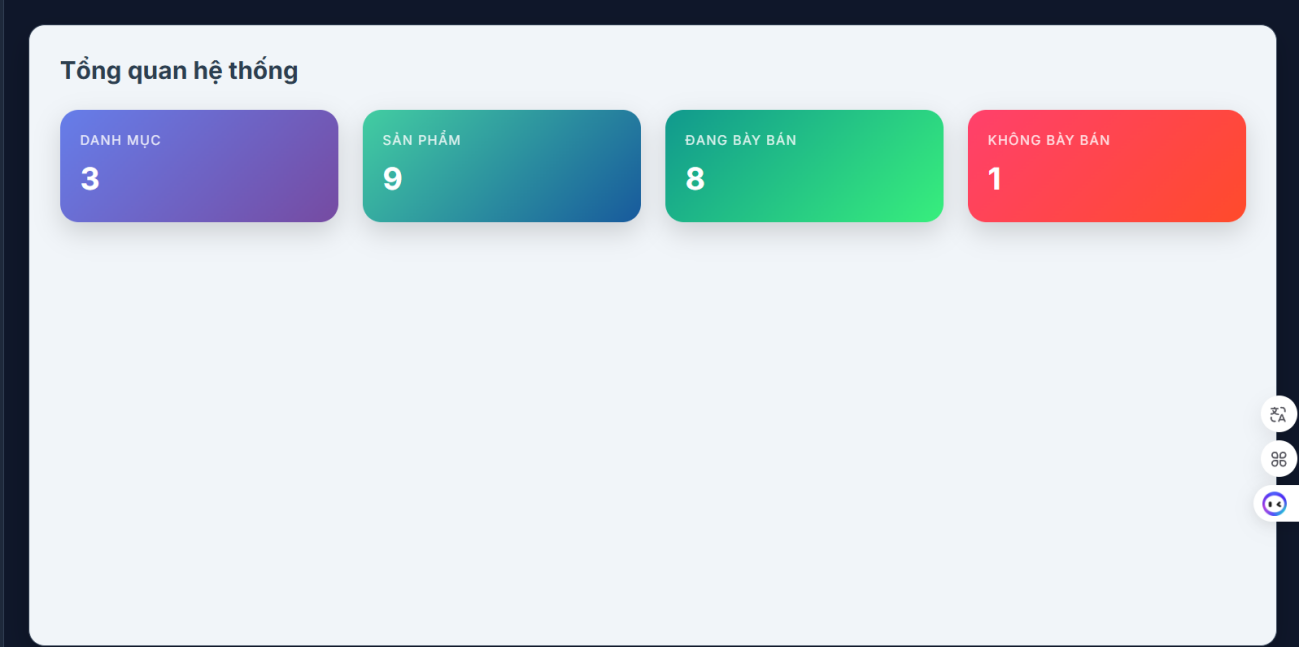 Tổng quan hệ thống
DANH MỤC
3
SẢN PHẨM
9
ĐANG BÀY BÁN
8
KHÔNG BÀY BÁN
1